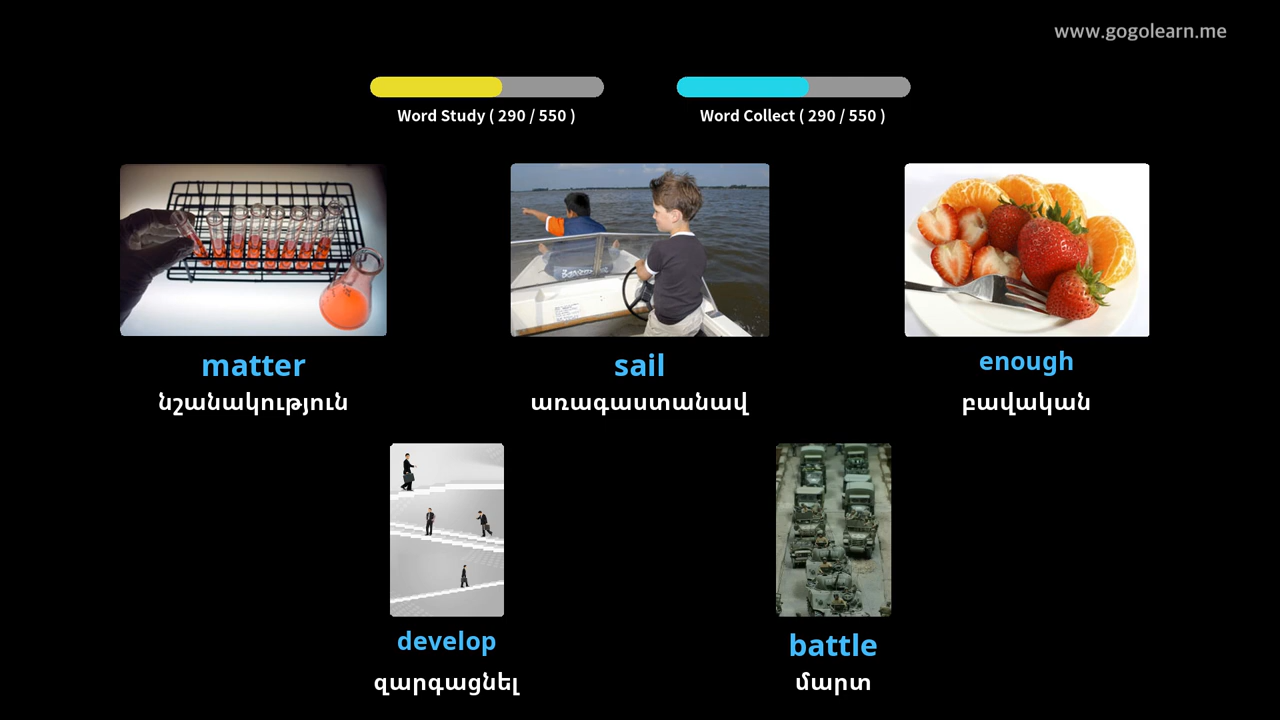 www.gogolearn.me
Word Study ( 290 / 550 )
Word Collect ( 290 / 550 )
matter
նշանակություն
sail
առագաստանավ
enough
բավական
develop
զարգացնել
battle
մարտ